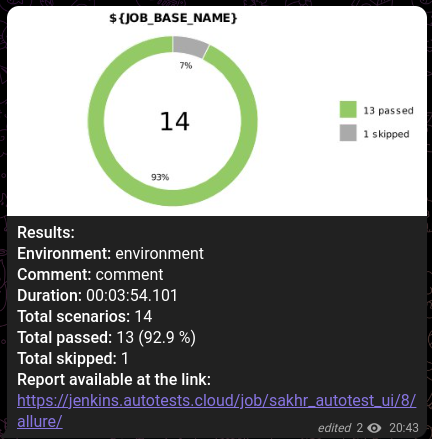 ${JOB_BASE_NAME}
7%
14
13 passed
1 skipped
93%
Results:
Environment: environment
Comment: comment
Duration: 00:03:54.101
Total scenarios: 14
Total passed: 13 (92.9 %)
Total skipped: 1
Report available at the link:
https://jenkins.autotests.cloud/job/sakhr_autotest_ui/8/
allure/
edited 2 20:43